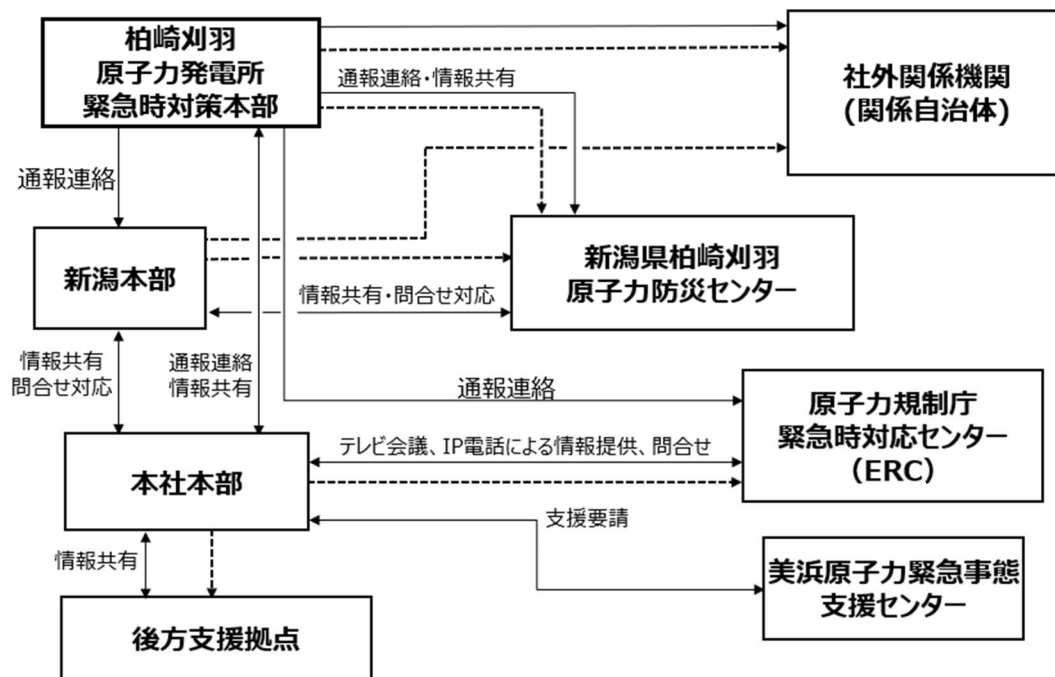 柏崎刈羽
原子力発電所
緊急時対策本部
社外関係機関
(関係自治体)
通報連絡・情報共有
通報連絡
新潟本部
新潟県柏崎刈羽
原子力防災センター
情報共有・問合せ対応
情報共有
問合せ対応
通報連絡
情報共有
通報連絡
原子力規制庁
緊急時対応センター
（ERC）
テレビ会議、IP電話による情報提供、問合せ
本社本部
支援要請
情報共有
美浜原子力緊急事態
支援センター
後方支援拠点